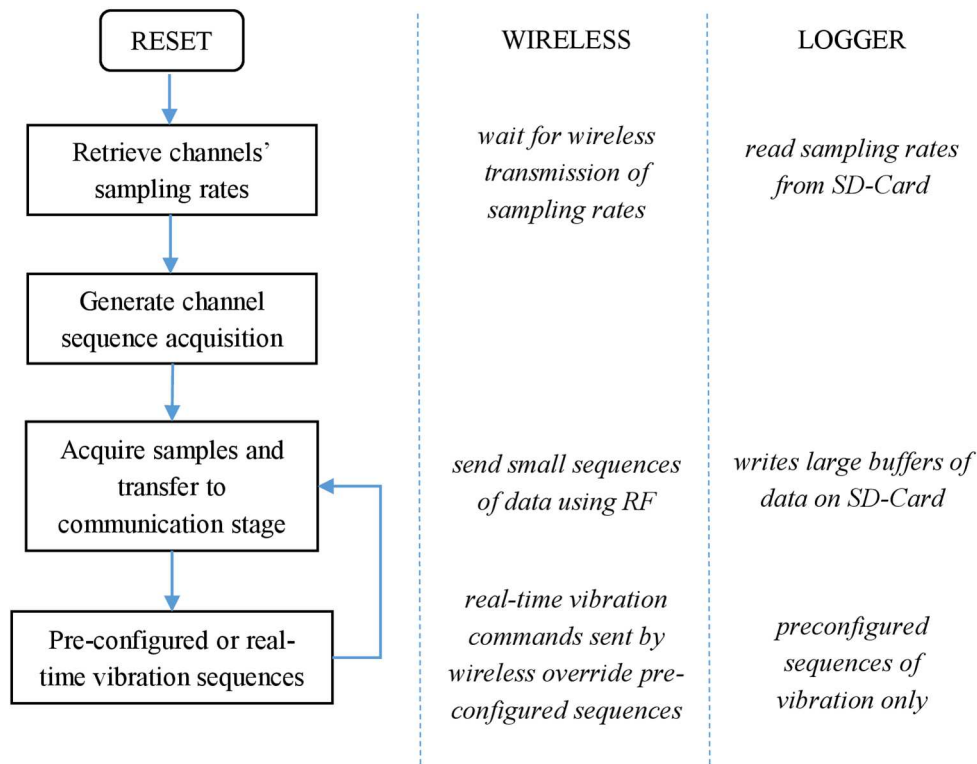 RESET
WIRELESS
LOGGER
Retrieve channels’
sampling rates
wait for wireless
transmission of
sampling rates
read sampling rates
from SD-Card
Generate channel
sequence acquisition
Acquire samples and
transfer to
communication stage
send small sequences
of data using RF
writes large buffers of
data on SD-Card
Pre-configured or real-
time vibration sequences
real-time vibration
commands sent by
wireless override pre-
configured sequences
preconfigured
sequences of
vibration only